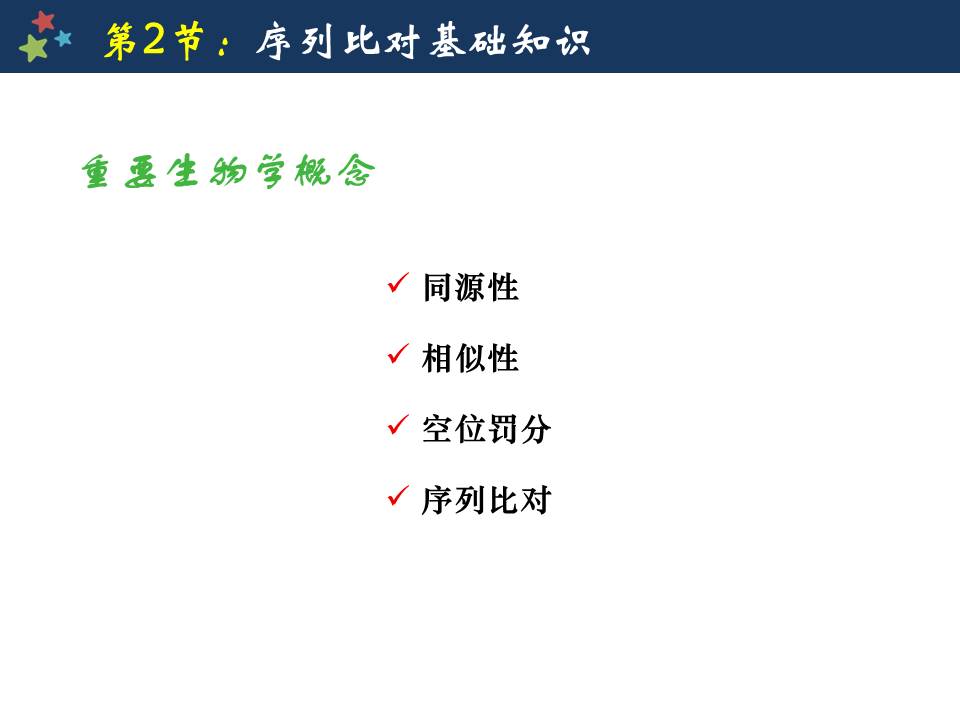 第2节：序列比对基础知识
重要生物学概念
同源性
相似性
空位罚分
序列比对